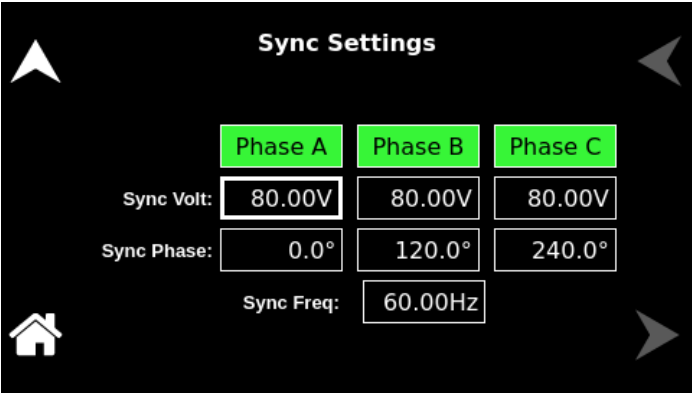 Sync Settings
Phase A Phase B Phase C
Sync Volt: 80.00V 80.00V 80.00V
Sync Phase: 0.0° 120.0° 240.0°
Sync Freq: 60.00Hz